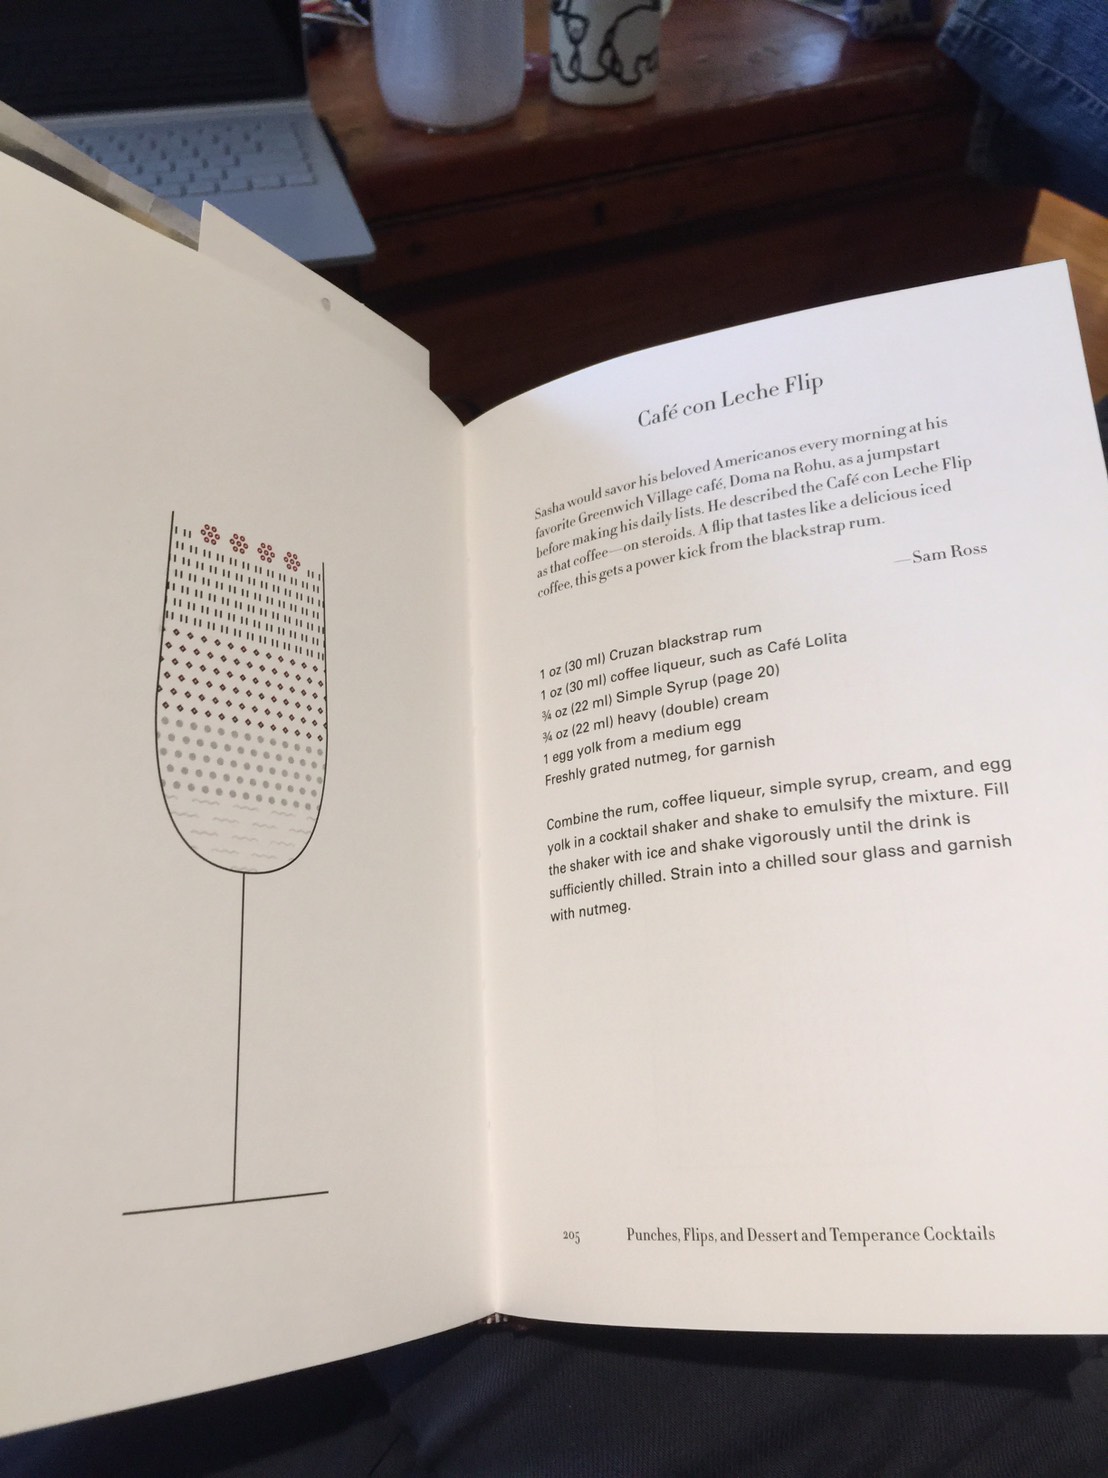 Café con Leche Flip
Sasha would savor his beloved Americanos every morning at his
favorite Greenwich Village café, Doma na Rohu, as a jumpstart
before making his daily lists. He described the Café con Leche Flip
as that coffee—on steroids. A flip that tastes like a delicious iced
coffee, this gets a power kick from the blackstrap rum.
—Sam Ross
1 oz (30 ml) Cruzan blackstrap rum
1 oz (30 ml) coffee liqueur, such as Café Lolita
¾ oz (22 ml) Simple Syrup (page 20)
¾ oz (22 ml) heavy (double) cream
1 egg yolk from a medium egg
Freshly grated nutmeg, for garnish
Combine the rum, coffee liqueur, simple syrup, cream, and egg
yolk in a cocktail shaker and shake to emulsify the mixture. Fill
the shaker with ice and shake vigorously until the drink is
sufficiently chilled. Strain into a chilled sour glass and garnish
with nutmeg.
205 Punches, Flips, and Dessert and Temperance Cocktails